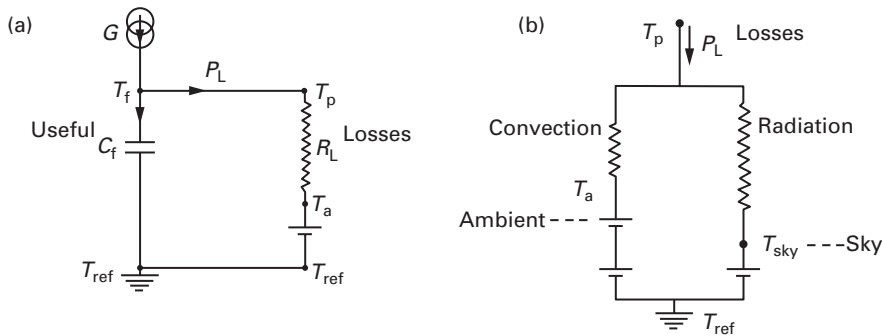 (a)
G
P_L
T_f
T_p
Useful
C_f
R_L
Losses
T_a
T_ref
T_ref
(b)
T_p
P_L
Losses
Convection
Radiation
T_a
Ambient
T_sky
Sky
T_ref